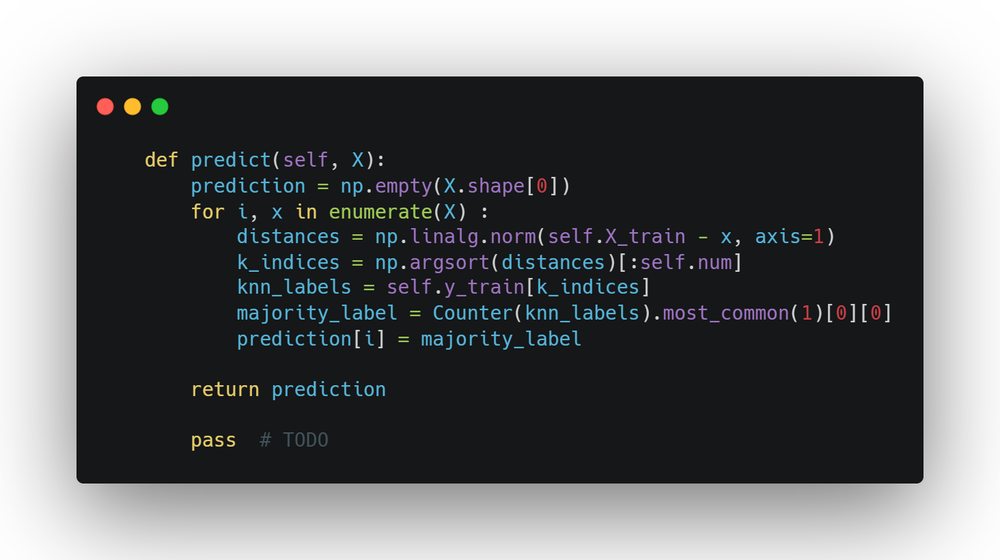 def predict(self, X):
    prediction = np.empty(X.shape[0])
    for i, x in enumerate(X) :
        distances = np.linalg.norm(self.X_train - x, axis=1)
        k_indices = np.argsort(distances)[:self.num]
        knn_labels = self.y_train[k_indices]
        majority_label = Counter(knn_labels).most_common(1)[0][0]
        prediction[i] = majority_label

    return prediction

    pass  # TODO